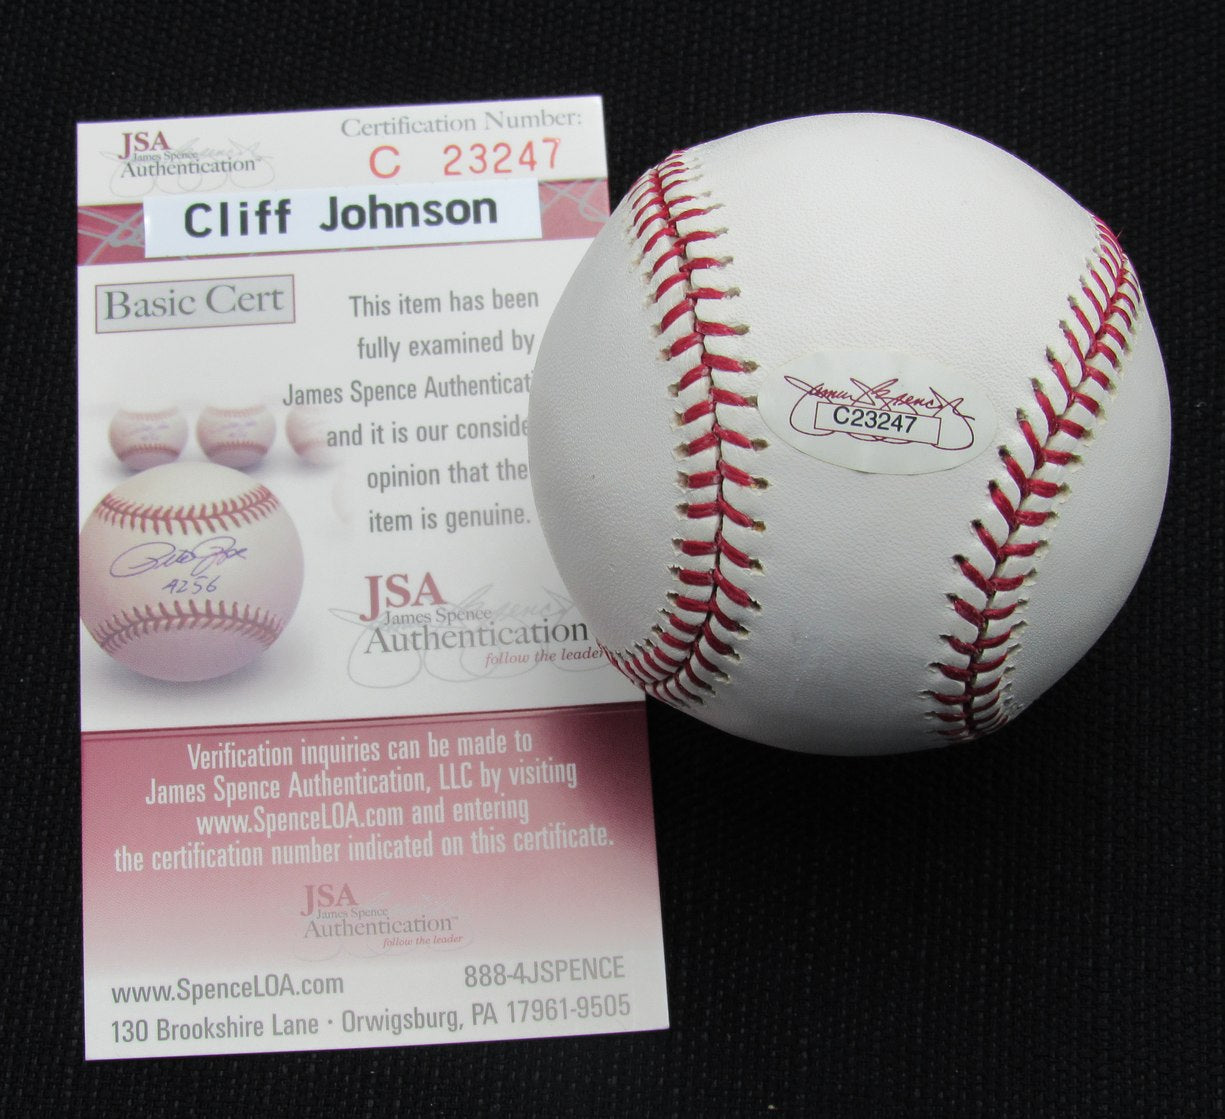 JSA
James Spence
Authentication™
Certification Number:
C 23247
Cliff Johnson
Basic Cert
This item has been
fully examined by
James Spence Authenticat
and it is our conside
opinion that the
item is genuine.
4256
JSA
James Spence
Authentication
follow the leader
Verification inquiries can be made to
James Spence Authentication, LLC by visiting
www.SpenceLOA.com and entering
the certification number indicated on this certificate.
JSA
James Spence
Authentication™
follow the leader
www.SpenceLOA.com
888-4JSPENCE
130 Brookshire Lane · Orwigsburg, PA 17961-9505
James Spence
C23247